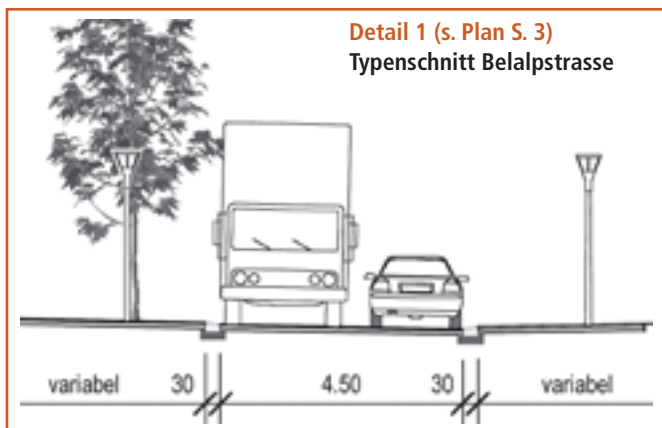 Detail 1 (s. Plan S. 3)
Typenschnitt Belalpstrasse
variabel 30 4.50 30 variabel